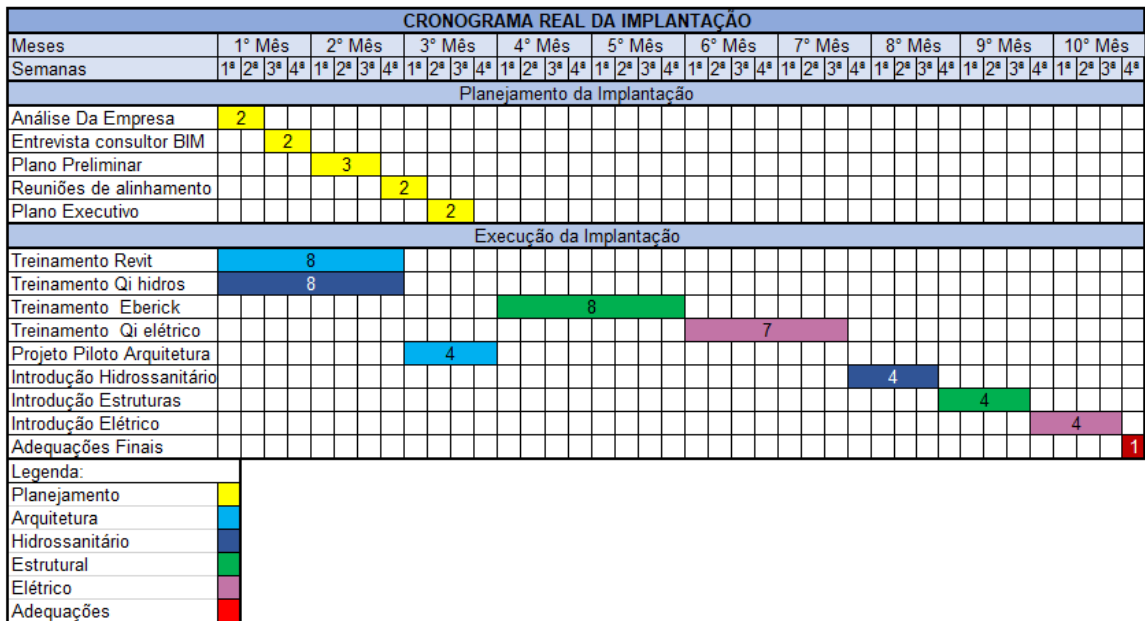 CRONOGRAMA REAL DA IMPLANTAÇÃO
Meses 1° Mês 2° Mês 3° Mês 4° Mês 5° Mês 6° Mês 7° Mês 8° Mês 9° Mês 10° Mês
Semanas 1ª 2ª 3ª 4ª 1ª 2ª 3ª 4ª 1ª 2ª 3ª 4ª 1ª 2ª 3ª 4ª 1ª 2ª 3ª 4ª 1ª 2ª 3ª 4ª 1ª 2ª 3ª 4ª 1ª 2ª 3ª 4ª 1ª 2ª 3ª 4ª 1ª 2ª 3ª 4ª
Planejamento da Implantação
Análise Da Empresa 2
Entrevista consultor BIM 2
Plano Preliminar 3
Reuniões de alinhamento 2
Plano Executivo 2
Execução da Implantação
Treinamento Revit 8
Treinamento Qi hidros 8
Treinamento Eberick 8
Treinamento Qi elétrico 7
Projeto Piloto Arquitetura 4
Introdução Hidrossanitário 4
Introdução Estruturas 4
Introdução Elétrico 4
Adequações Finais 1
Legenda:
Planejamento
Arquitetura
Hidrossanitário
Estrutural
Elétrico
Adequações